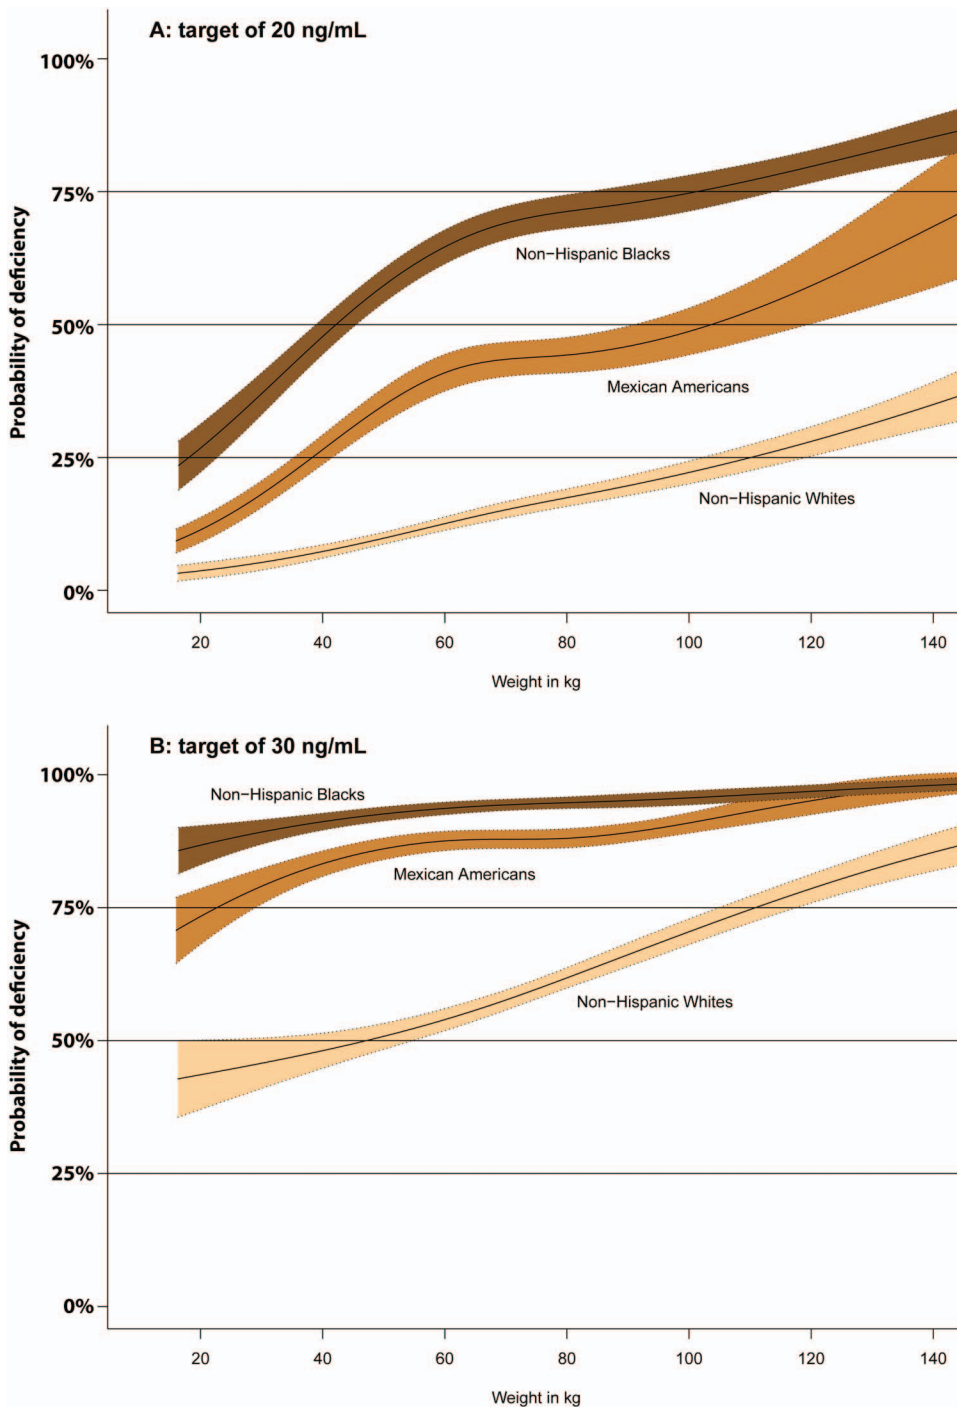 A: target of 20 ng/mL
100%
75%
50%
25%
0%
Probability of deficiency
Non-Hispanic Blacks
Mexican Americans
Non-Hispanic Whites
20 40 60 80 100 120 140
Weight in kg
B: target of 30 ng/mL
100%
75%
50%
25%
0%
Probability of deficiency
Non-Hispanic Blacks
Mexican Americans
Non-Hispanic Whites
20 40 60 80 100 120 140
Weight in kg